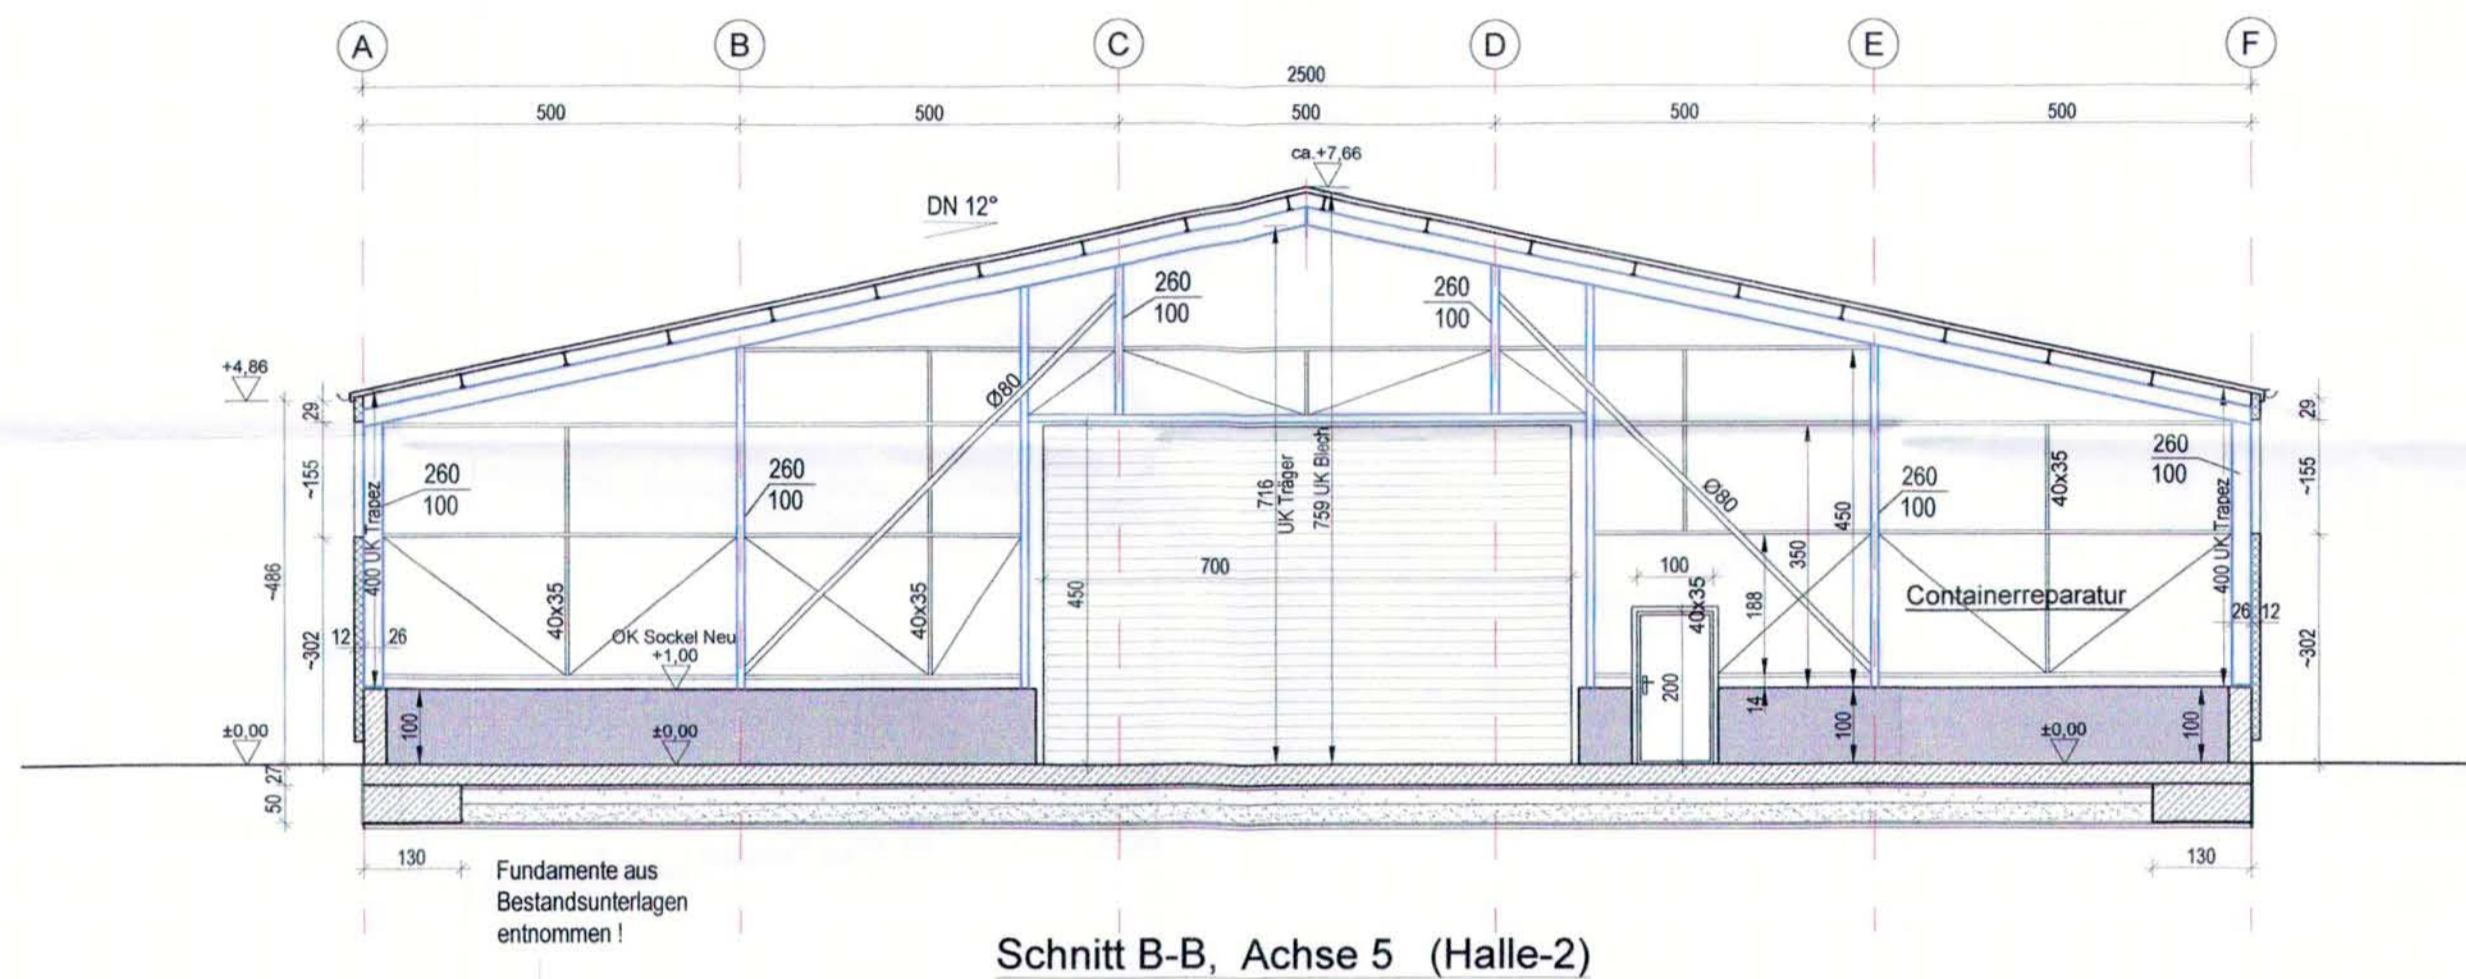 A B C D E F
2500
500 500 500 500 500
ca.+7,66
DN 12°
260
100
260
100
+4,86
Ø80
29
29
260
100
260
100
716
UK Träger
759 UK Blech
Ø80
450
260
100
40x35
260
100
~155
~155
400 UK Trapez
400 UK Trapez
350
~486
700
100
450
40x35
40x35
40x35
188
Containerreparatur
12 26
26 12
OK Sockel Neu
+1,00
~302
~302
200
14
±0,00
100
±0,00
100
±0,00
100
27
50
130
130
Fundamente aus
Bestandsunterlagen
entnommen !
Schnitt B-B, Achse 5 (Halle-2)